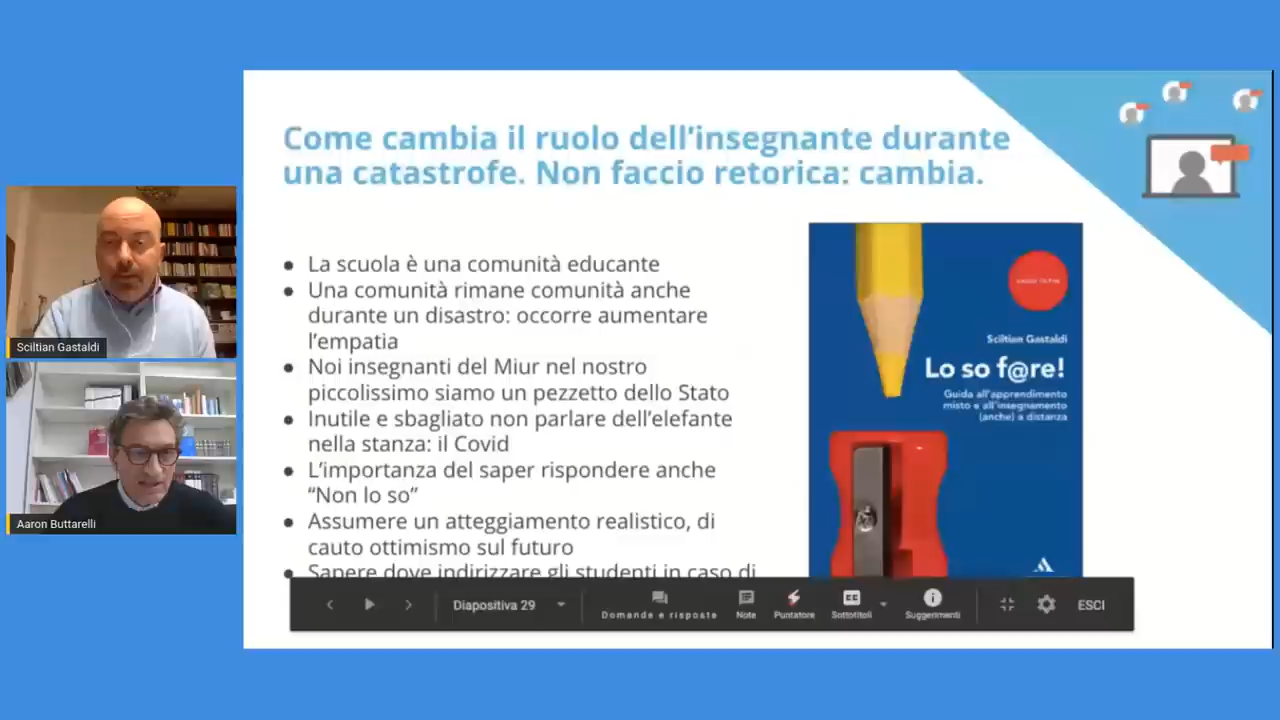 Come cambia il ruolo dell'insegnante durante
una catastrofe. Non faccio retorica: cambia.
● La scuola è una comunità educante
● Una comunità rimane comunità anche
durante un disastro: occorre aumentare
l'empatia
● Noi insegnanti del Miur nel nostro
piccolissimo siamo un pezzetto dello Stato
● Inutile e sbagliato non parlare dell'elefante
nella stanza: il Covid
● L'importanza del saper rispondere anche
“Non lo so”
● Assumere un atteggiamento realistico, di
cauto ottimismo sul futuro
● Sapere dove indirizzare gli studenti in caso di
Sciltian Gastaldi
Lo so f@re!
Guida all'apprendimento
misto e all'insegnamento
(anche) a distanza
Sciltian Gastaldi
Aaron Buttarelli
Diapositiva 29
Domande e risposte
Note
Puntatore
CC
Sottotitoli
Suggerimenti
ESCI